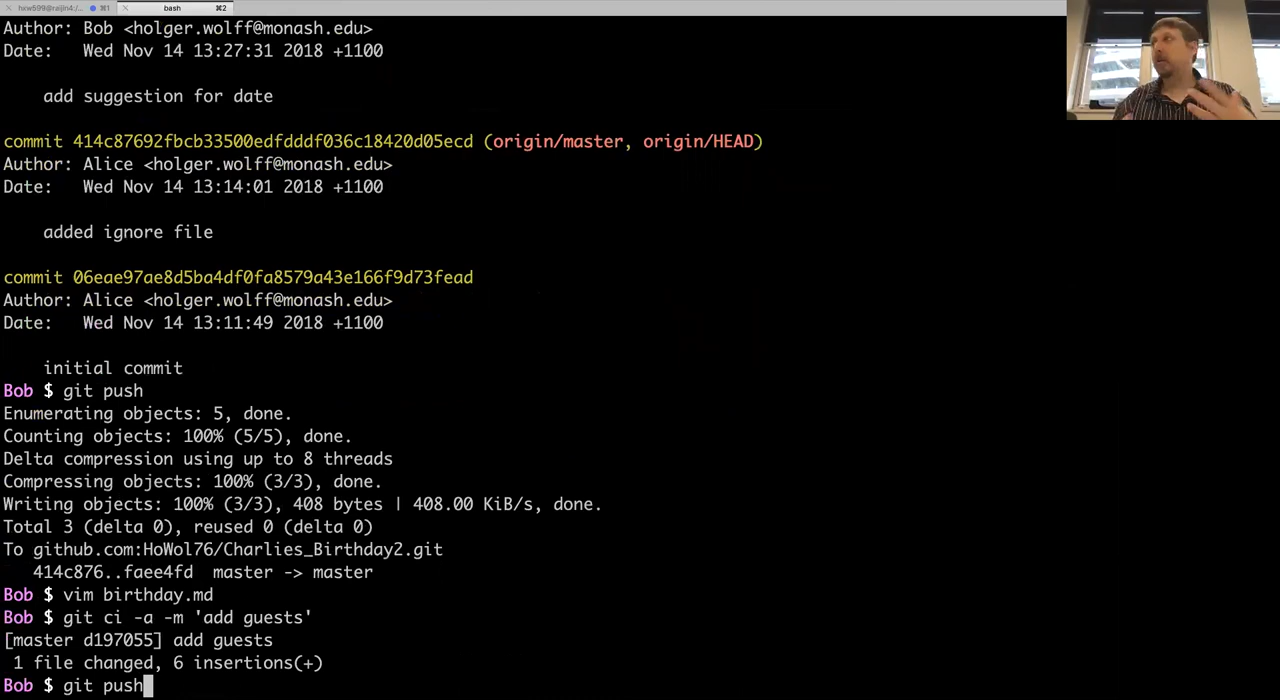 hxw599@raijin4:/... ⌘1 bash ⌘2
Author: Bob <holger.wolff@monash.edu>
Date:   Wed Nov 14 13:27:31 2018 +1100
add suggestion for date
commit 414c87692fbcb33500edfdddf036c18420d05ecd (origin/master, origin/HEAD)
Author: Alice <holger.wolff@monash.edu>
Date:   Wed Nov 14 13:14:01 2018 +1100
added ignore file
commit 06eae97ae8d5ba4df0fa8579a43e166f9d73fead
Author: Alice <holger.wolff@monash.edu>
Date:   Wed Nov 14 13:11:49 2018 +1100
initial commit
Bob $ git push
Enumerating objects: 5, done.
Counting objects: 100% (5/5), done.
Delta compression using up to 8 threads
Compressing objects: 100% (3/3), done.
Writing objects: 100% (3/3), 408 bytes | 408.00 KiB/s, done.
Total 3 (delta 0), reused 0 (delta 0)
To github.com:HoWol76/Charlies_Birthday2.git
414c876..faee4fd  master -> master
Bob $ vim birthday.md
Bob $ git ci -a -m 'add guests'
[master d197055] add guests
1 file changed, 6 insertions(+)
Bob $ git push